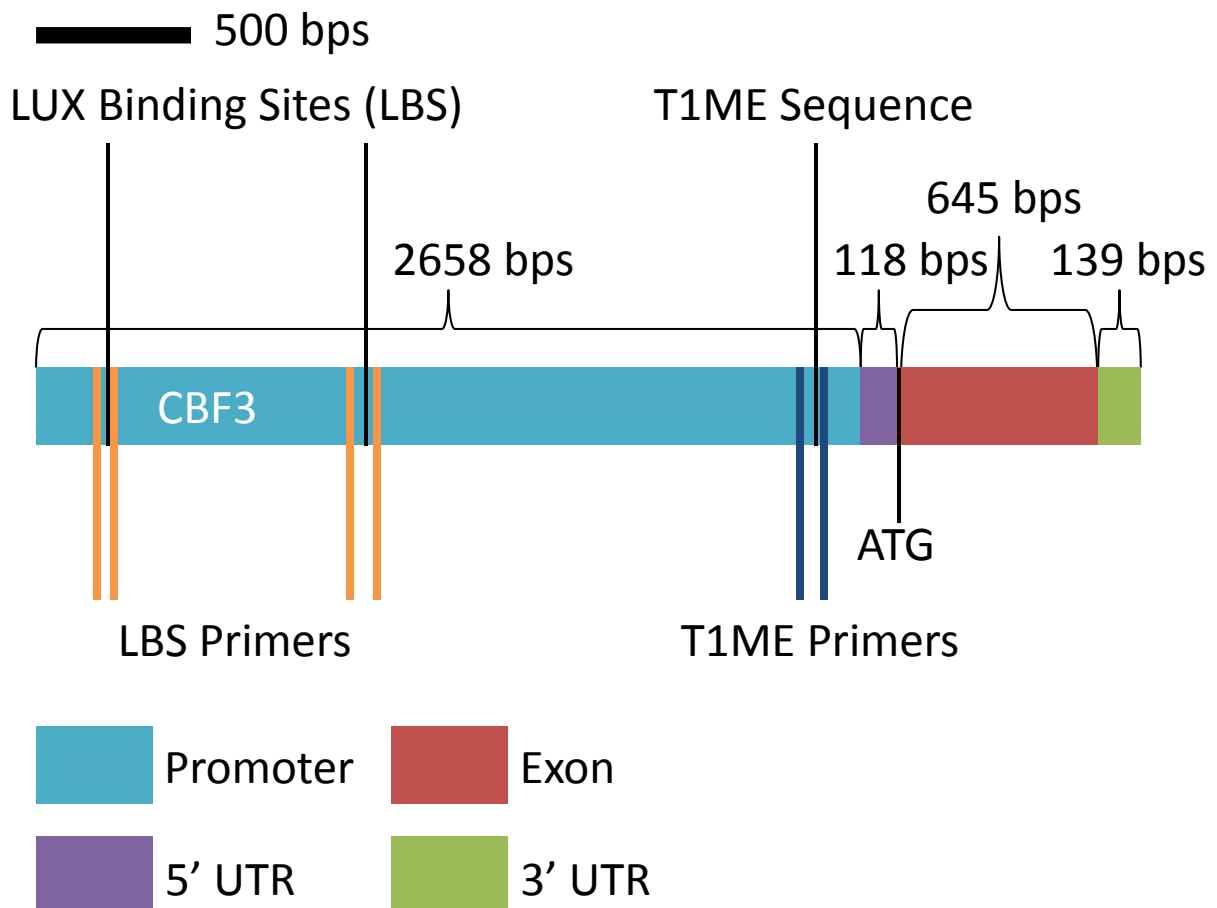 500 bps
LUX Binding Sites (LBS)
T1ME Sequence
645 bps
2658 bps
118 bps
139 bps
CBF3
ATG
LBS Primers
T1ME Primers
Promoter
Exon
5’ UTR
3’ UTR